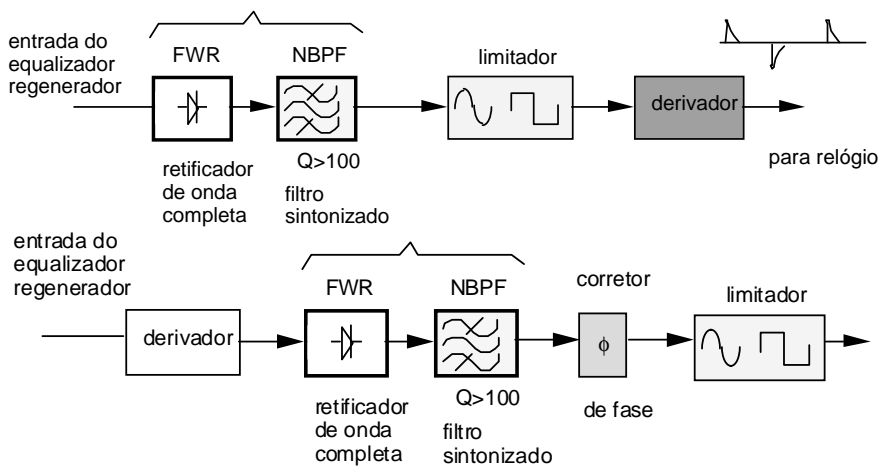 entrada do
equalizador
regenerador
FWR
NBPF
limitador
derivador
Q>100
retificador
de onda
completa
filtro
sintonizado
para relógio
entrada do
equalizador
regenerador
FWR
NBPF
corretor
limitador
derivador
ϕ
Q>100
retificador
de onda
completa
filtro
sintonizado
de fase